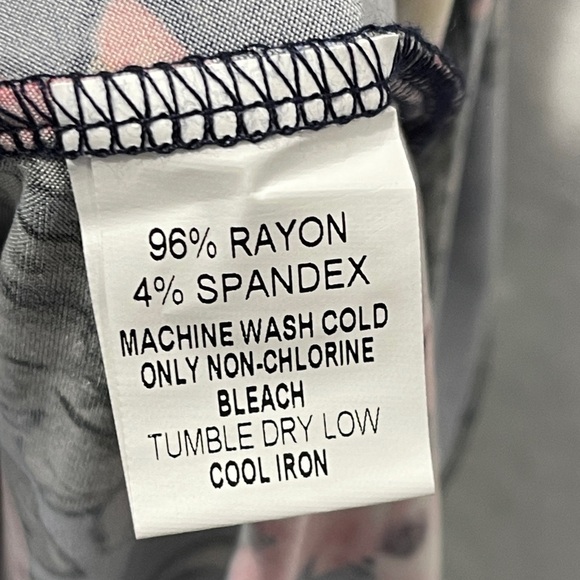 96% RAYON
4% SPANDEX
MACHINE WASH COLD
ONLY NON-CHLORINE
BLEACH
TUMBLE DRY LOW
COOL IRON